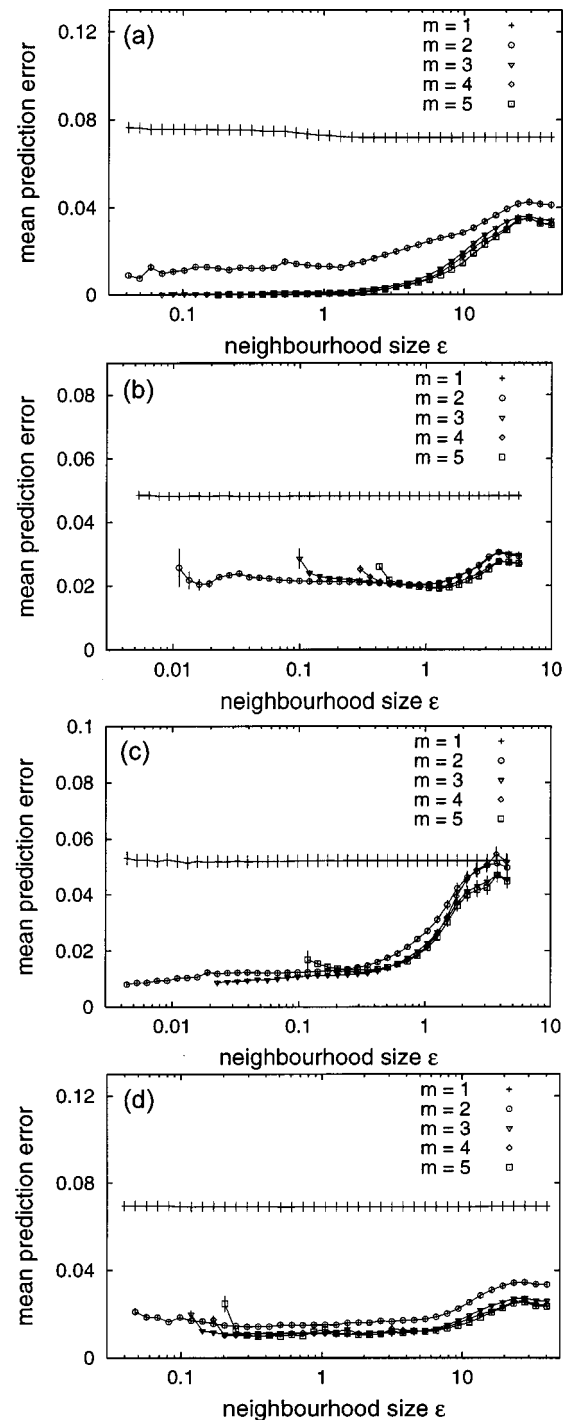 (a)
m = 1
m = 2
m = 3
m = 4
m = 5
0.12
0.08
0.04
0
mean prediction error
0.1
1
10
neighbourhood size ε
(b)
m = 1
m = 2
m = 3
m = 4
m = 5
0.08
0.06
0.04
0.02
0
mean prediction error
0.01
0.1
1
10
neighbourhood size ε
(c)
m = 1
m = 2
m = 3
m = 4
m = 5
0.1
0.08
0.06
0.04
0.02
0
mean prediction error
0.01
0.1
1
10
neighbourhood size ε
(d)
m = 1
m = 2
m = 3
m = 4
m = 5
0.12
0.08
0.04
0
mean prediction error
0.1
1
10
neighbourhood size ε